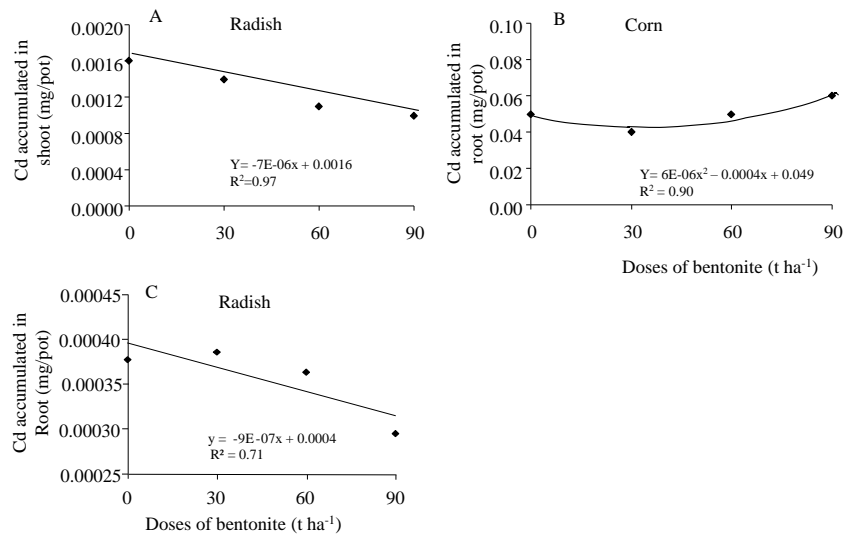 A
Radish
0.0020
0.0016
0.0012
0.0008
0.0004
0.0000
Cd accumulated in
shoot (mg/pot)
Y= -7E-06x + 0.0016
R²=0.97
0 30 60 90
B
Corn
0.10
0.08
0.06
0.04
0.02
0.00
Cd accumulated in
root (mg/pot)
Y= 6E-06x² – 0.0004x + 0.049
R² = 0.90
0 30 60 90
Doses of bentonite (t ha⁻¹)
C
Radish
0.00045
0.00040
0.00035
0.00030
0.00025
Cd accumulated in
Root (mg/pot)
y = -9E-07x + 0.0004
R² = 0.71
0 30 60 90
Doses of bentonite (t ha⁻¹)